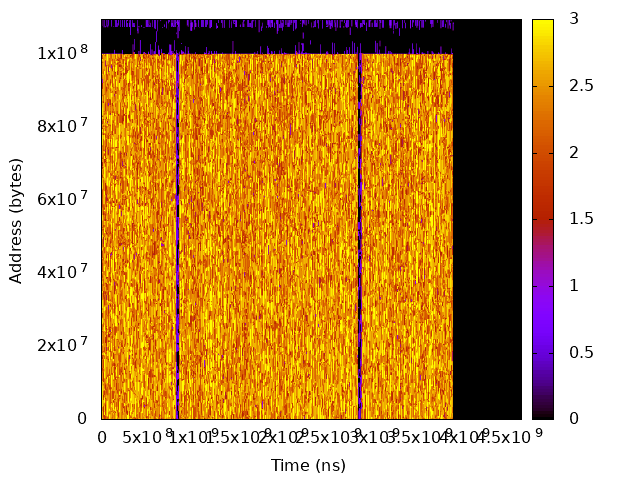 1x10⁸
8x10⁷
6x10⁷
4x10⁷
2x10⁷
0
Address (bytes)
0 5x10⁸ 1x10⁹ 1.5x10⁹ 2x10⁹ 2.5x10⁹ 3x10⁹ 3.5x10⁹ 4x10⁹ 4.5x10⁹
Time (ns)
3
2.5
2
1.5
1
0.5
0